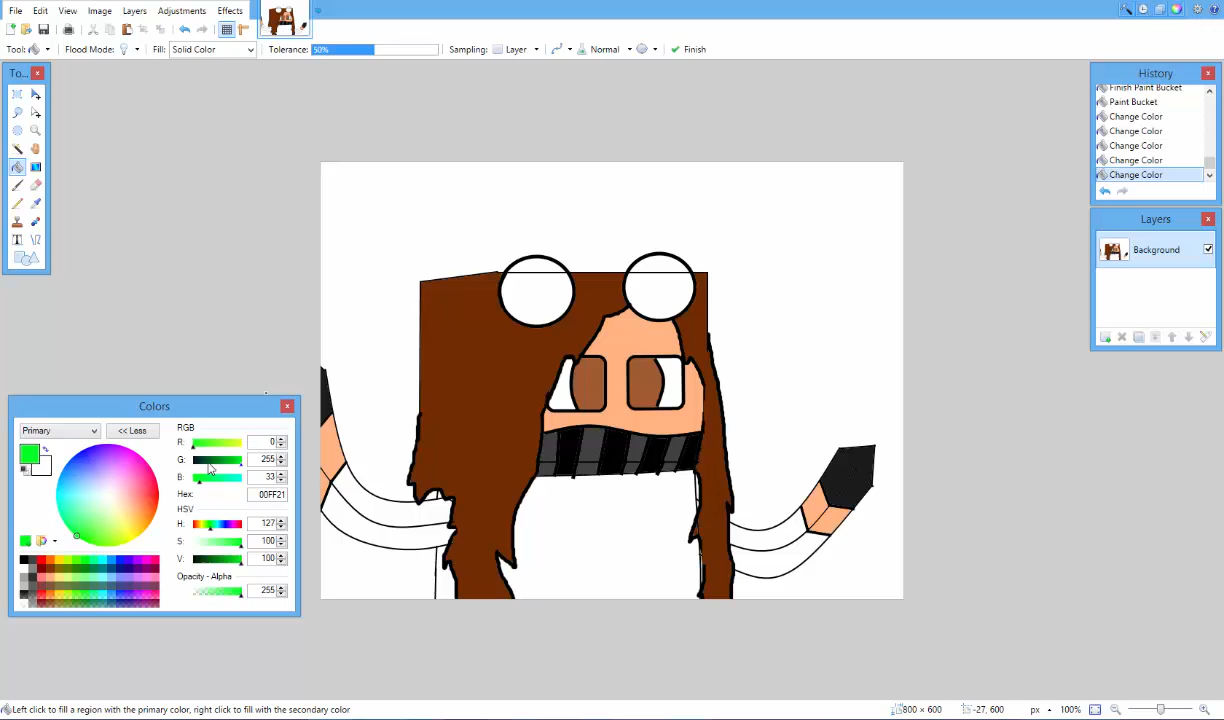 File Edit View Image Layers Adjustments Effects
Tool: Flood Mode: Fill: Solid Color Tolerance: 50% Sampling: Layer Normal Finish
To...
History
Finish Paint Bucket
Paint Bucket
Change Color
Change Color
Change Color
Change Color
Change Color
Layers
Background
Colors
Primary << Less
RGB
R: 0
G: 255
B: 33
Hex: 00FF21
HSV
H: 127
S: 100
V: 100
Opacity - Alpha
255
Left click to fill a region with the primary color, right click to fill with the secondary color
800 × 600 -27, 600 px 100%